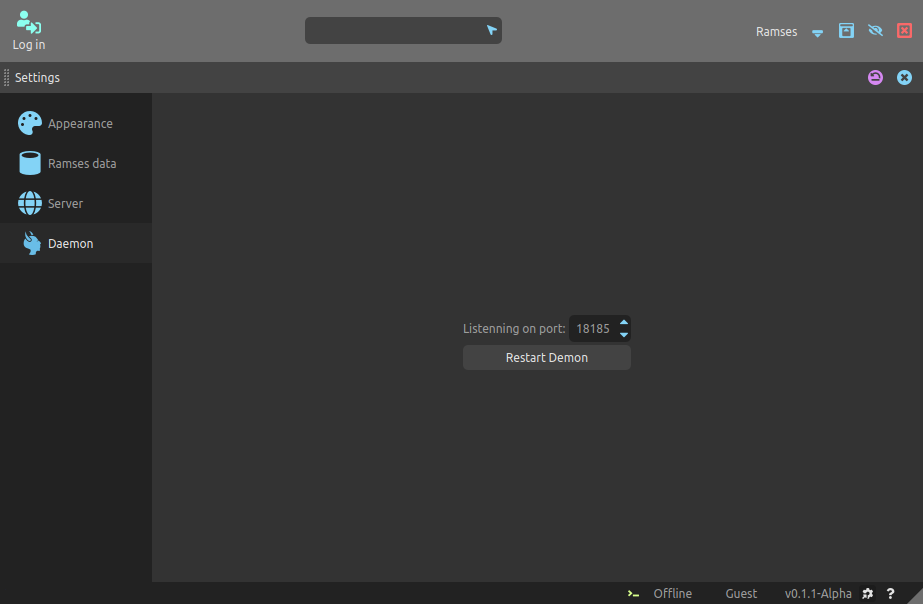 Log in
Ramses
Settings
Appearance
Ramses data
Server
Daemon
Listenning on port: 18185
Restart Demon
Offline Guest v0.1.1-Alpha ?